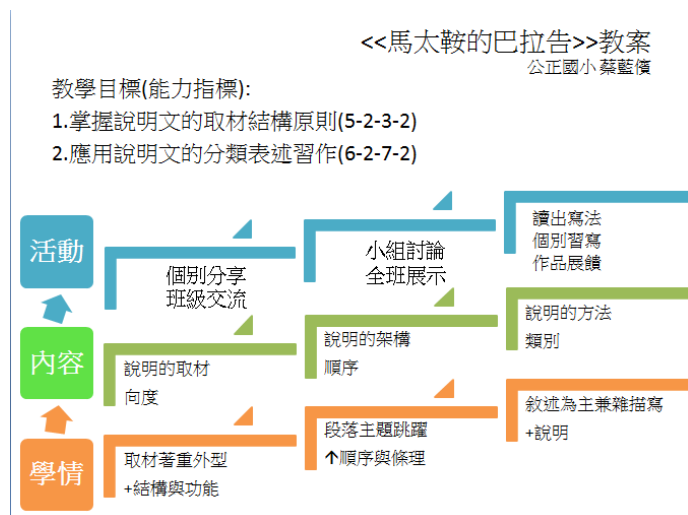 <<馬太鞍的巴拉告>>教案
公正國小 蔡藍儐
教學目標(能力指標):
1.掌握說明文的取材結構原則(5-2-3-2)
2.應用說明文的分類表述習作(6-2-7-2)
活動
個別分享
班級交流
小組討論
全班展示
讀出寫法
個別習寫
作品展饋
內容
說明的取材
向度
說明的架構
順序
說明的方法
類別
學情
取材著重外型
+結構與功能
段落主題跳躍
↑順序與條理
敘述為主兼雜描寫
+說明